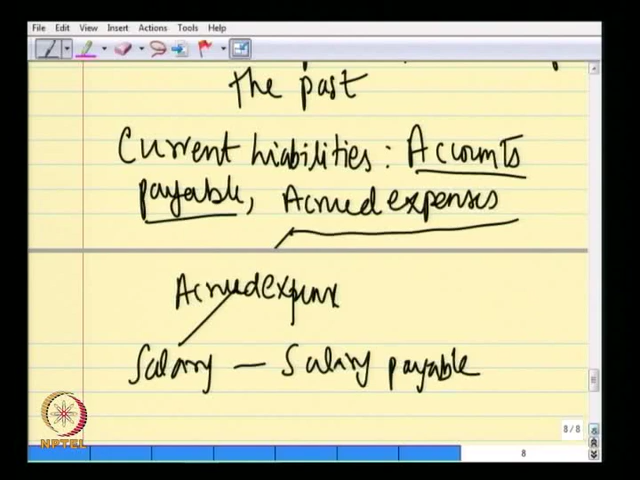 File Edit View Insert Actions Tools Help
the past
Current liabilities : Accounts
payable, Accrued expenses
Accrued expense
Salary — Salary payable
NPTEL
8/8
8